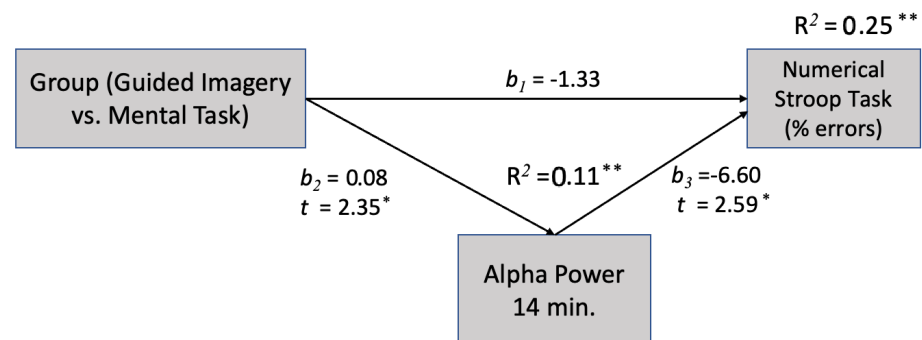 R² = 0.25 **
Group (Guided Imagery
vs. Mental Task)
b₁ = -1.33
Numerical
Stroop Task
(% errors)
b₂ = 0.08
t = 2.35*
R² =0.11**
b₃ =-6.60
t = 2.59*
Alpha Power
14 min.